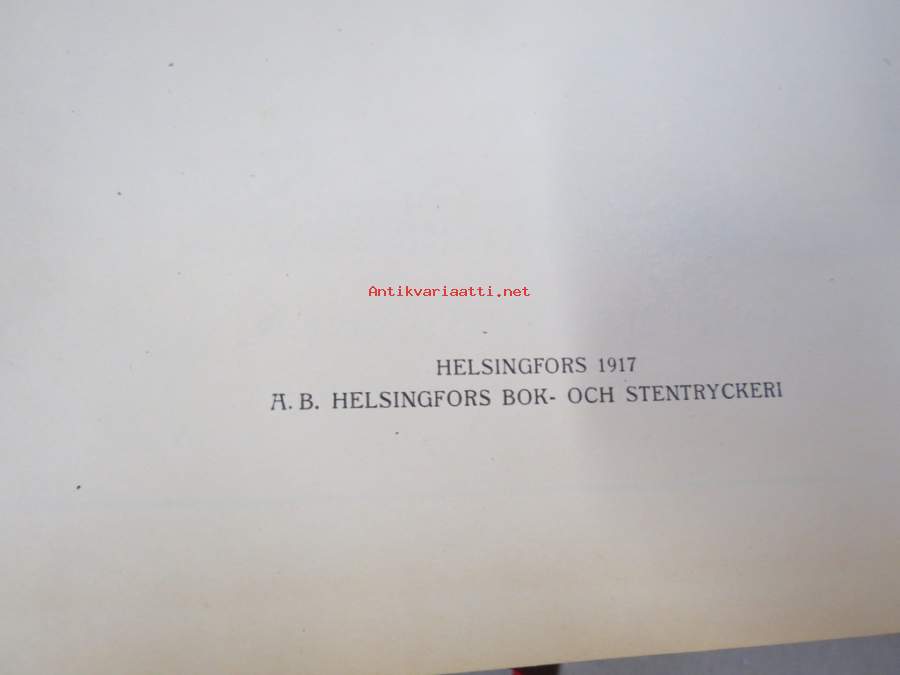 Antikvariaatti.net
HELSINGFORS 1917
A. B. HELSINGFORS BOK- OCH STENTRYCKERI